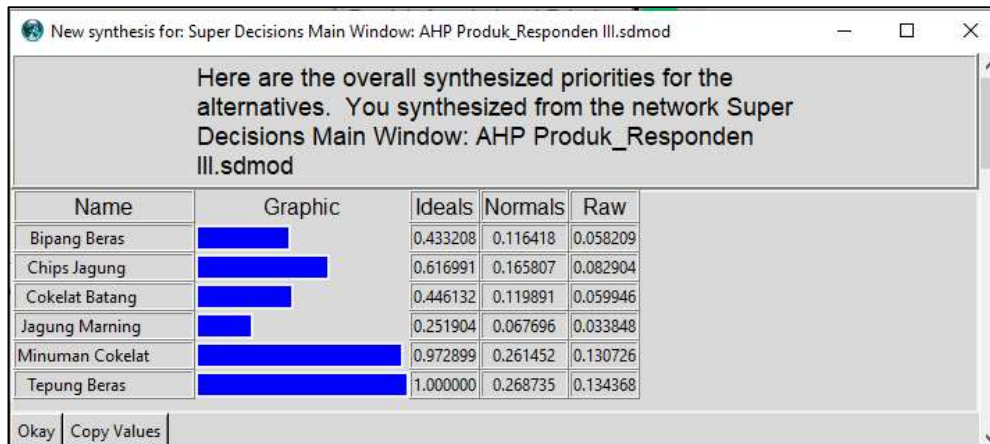 New synthesis for: Super Decisions Main Window: AHP Produk_Responden III.sdmod
Here are the overall synthesized priorities for the
alternatives. You synthesized from the network Super
Decisions Main Window: AHP Produk_Responden
III.sdmod
Name Graphic Ideals Normals Raw
Bipang Beras 0.433208 0.116418 0.058209
Chips Jagung 0.616991 0.165807 0.082904
Cokelat Batang 0.446132 0.119891 0.059946
Jagung Marning 0.251904 0.067696 0.033848
Minuman Cokelat 0.972899 0.261452 0.130726
Tepung Beras 1.000000 0.268735 0.134368
Okay Copy Values